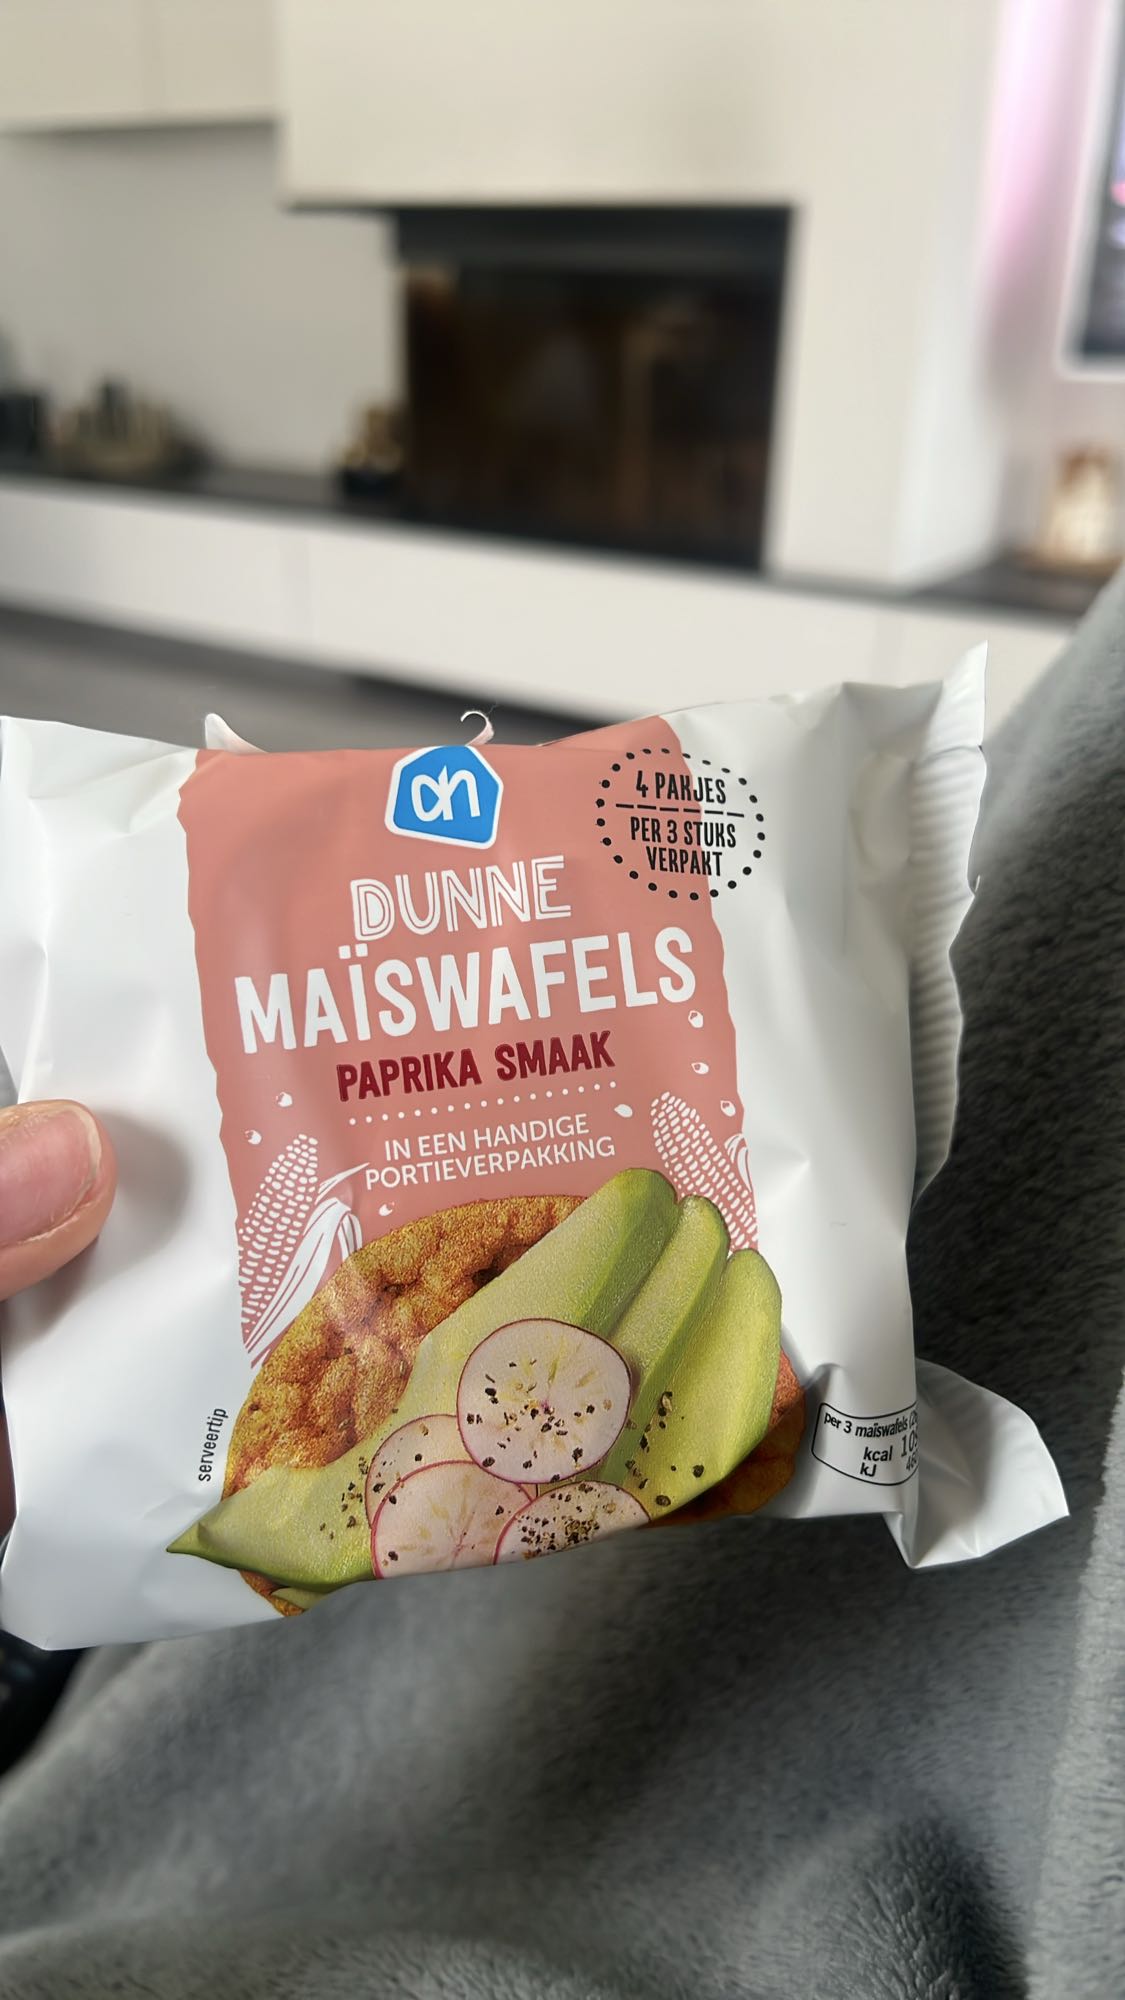 ah
4 PAKJES
PER 3 STUKS
VERPAKT
DUNNE
MAÏSWAFELS
PAPRIKA SMAAK
IN EEN HANDIGE
PORTIEVERPAKKING
serveertip
per 3 maïswafels
kcal
kJ